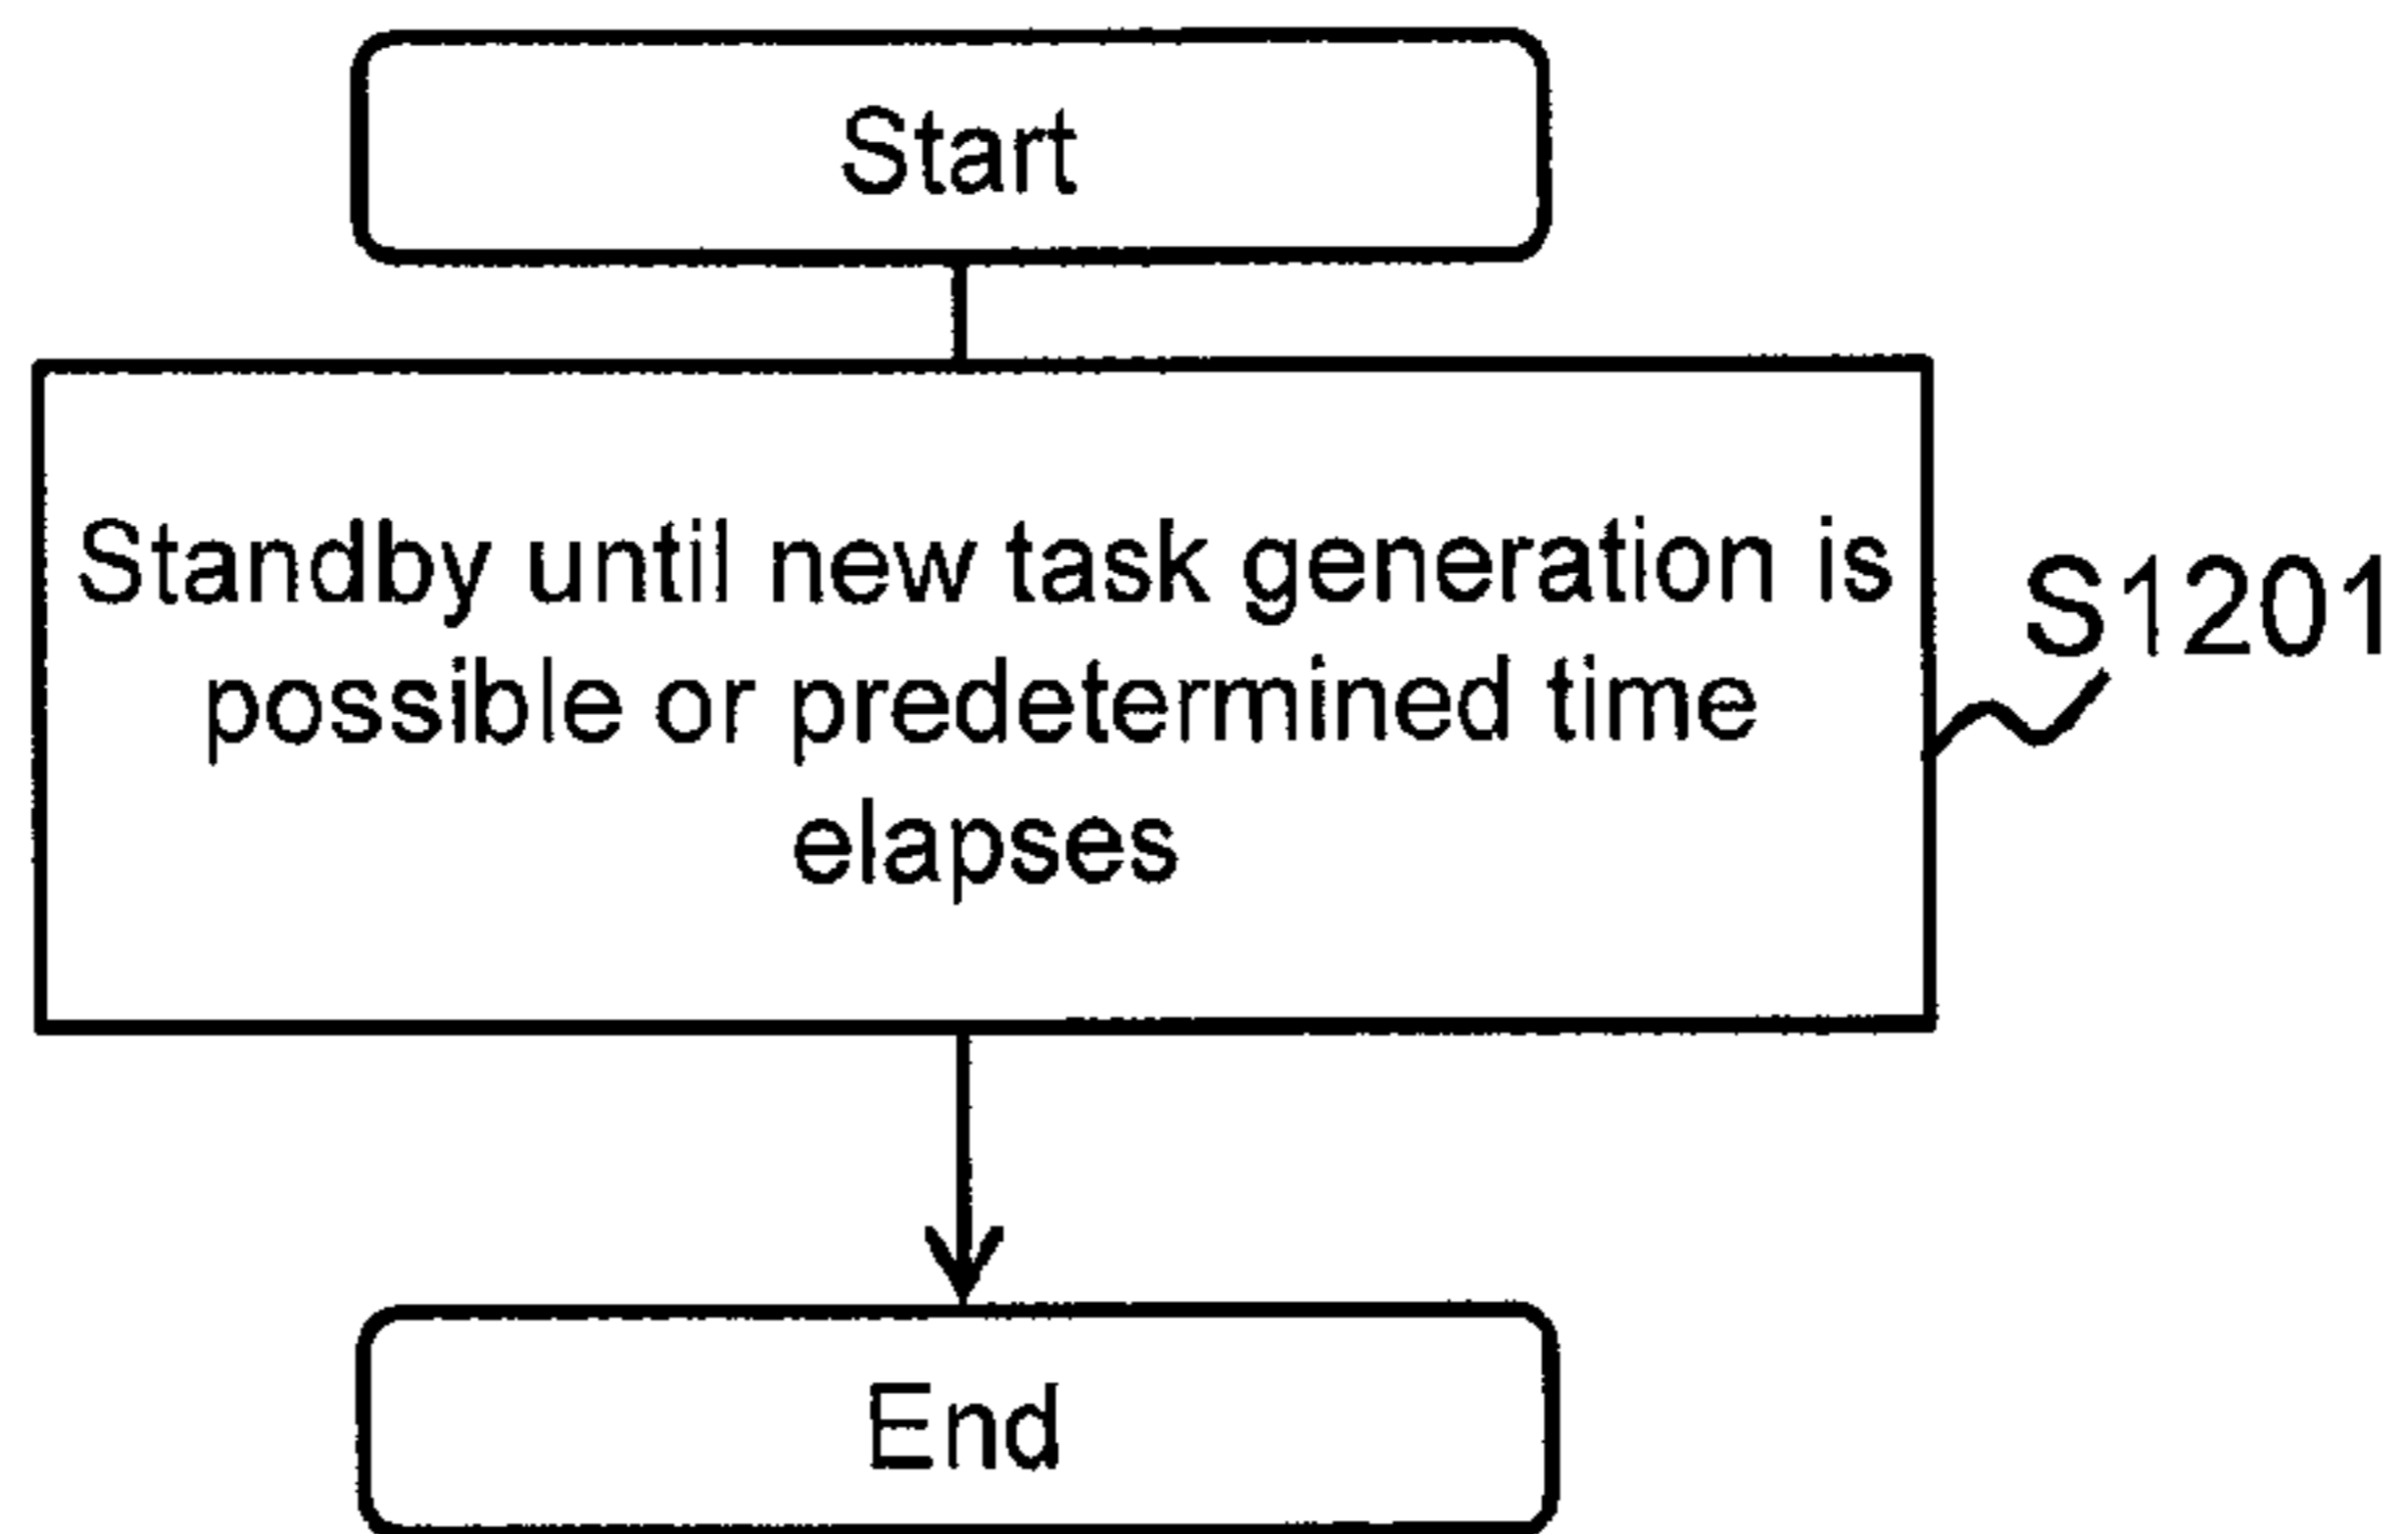 Start
Standby until new task generation is
possible or predetermined time
elapses
S1201
End